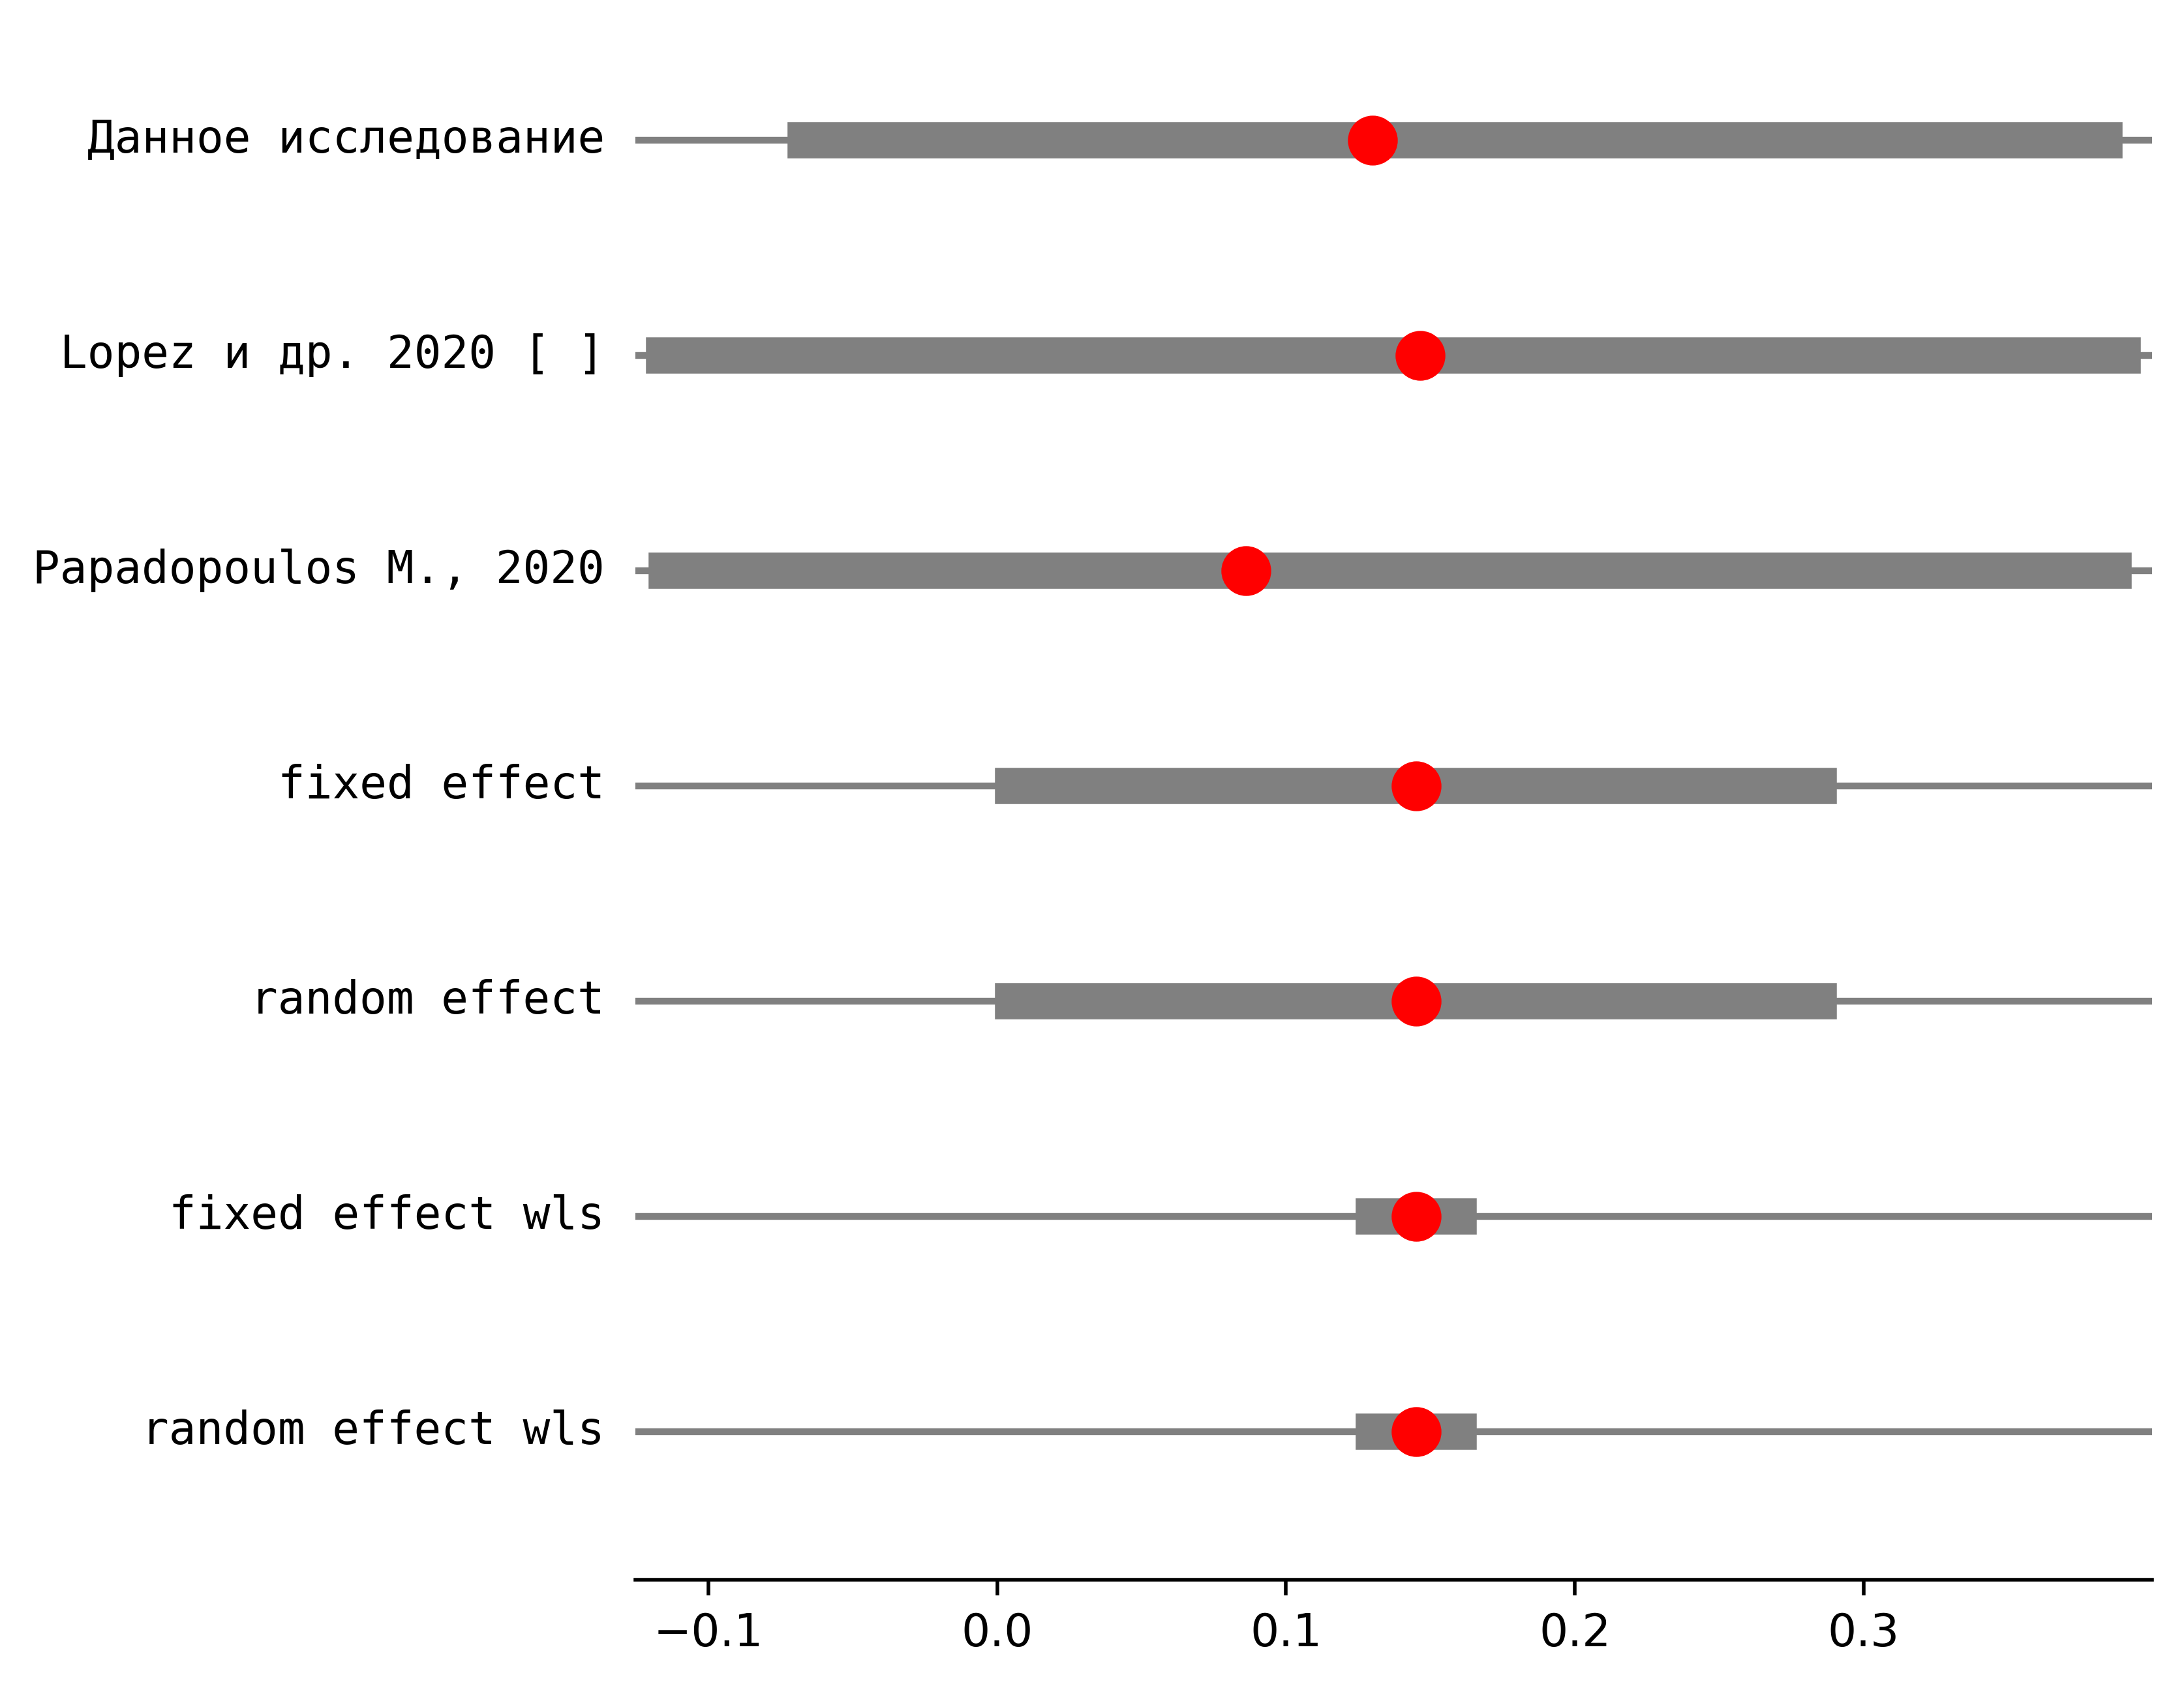 Данное исследование
Lopez и др. 2020 [ ]
Papadopoulos M., 2020
fixed effect
random effect
fixed effect wls
random effect wls
−0.1 0.0 0.1 0.2 0.3